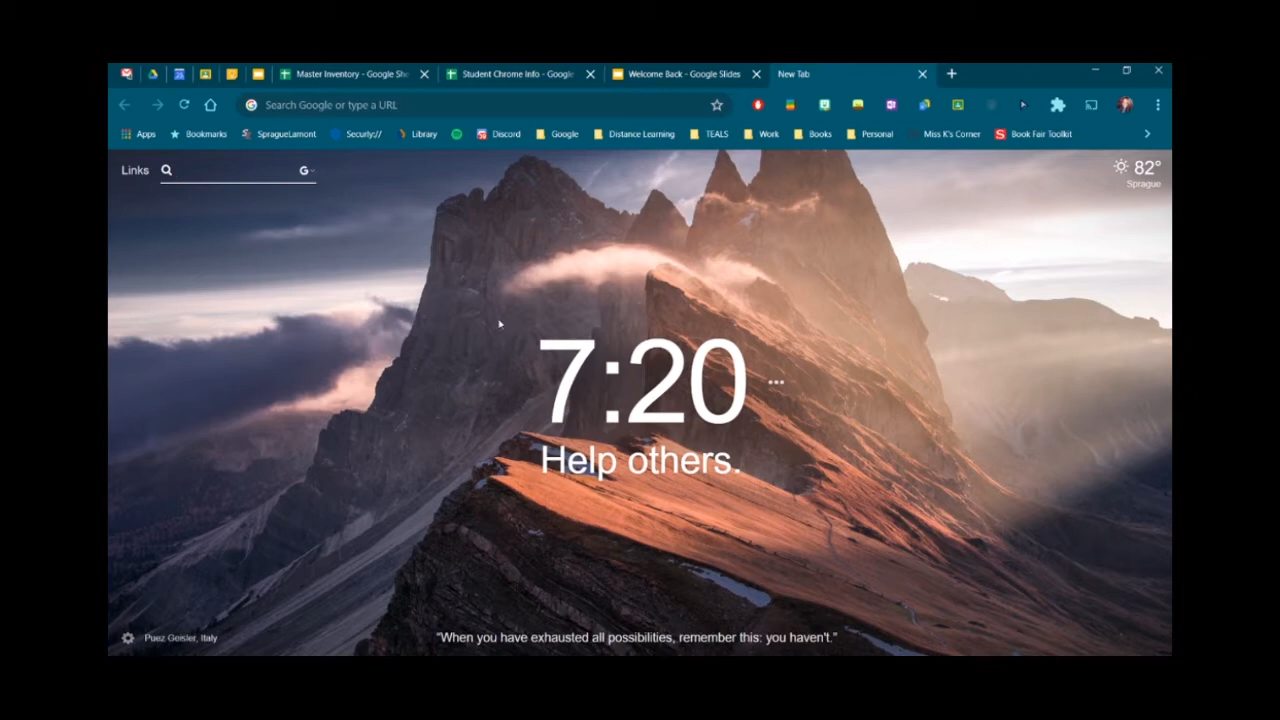 Master Inventory - Google She
Student Chrome Info - Google
Welcome Back - Google Slides
New Tab
Search Google or type a URL
Apps
Bookmarks
SpragueLamont
Securly://
Library
Discord
Google
Distance Learning
TEALS
Work
Books
Personal
Miss K's Corner
Book Fair Toolkit
Links
G
82°
Sprague
7:20
Help others.
Puez Geisler, Italy
"When you have exhausted all possibilities, remember this: you haven't."